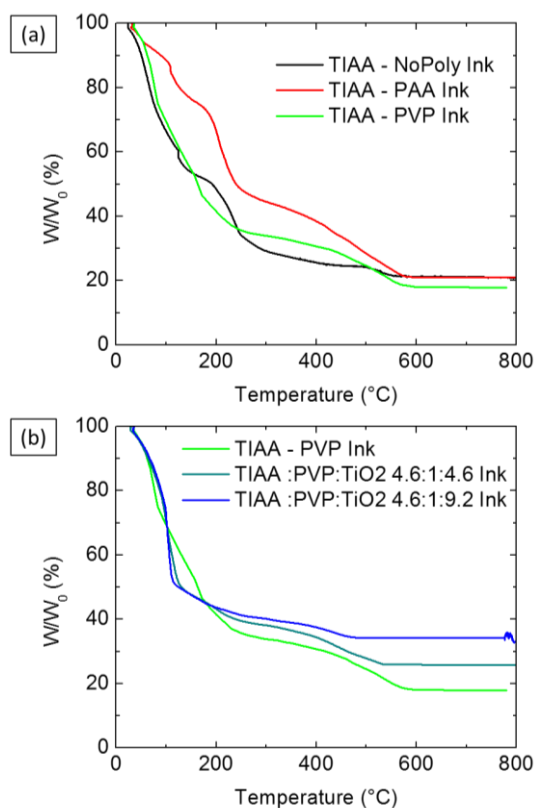 (a)
100
80
60
40
20
0
W/W₀ (%)
TIAA - NoPoly Ink
TIAA - PAA Ink
TIAA - PVP Ink
0 200 400 600 800
Temperature (°C)
(b)
100
80
60
40
20
0
W/W₀ (%)
TIAA - PVP Ink
TIAA :PVP:TiO2 4.6:1:4.6 Ink
TIAA :PVP:TiO2 4.6:1:9.2 Ink
0 200 400 600 800
Temperature (°C)